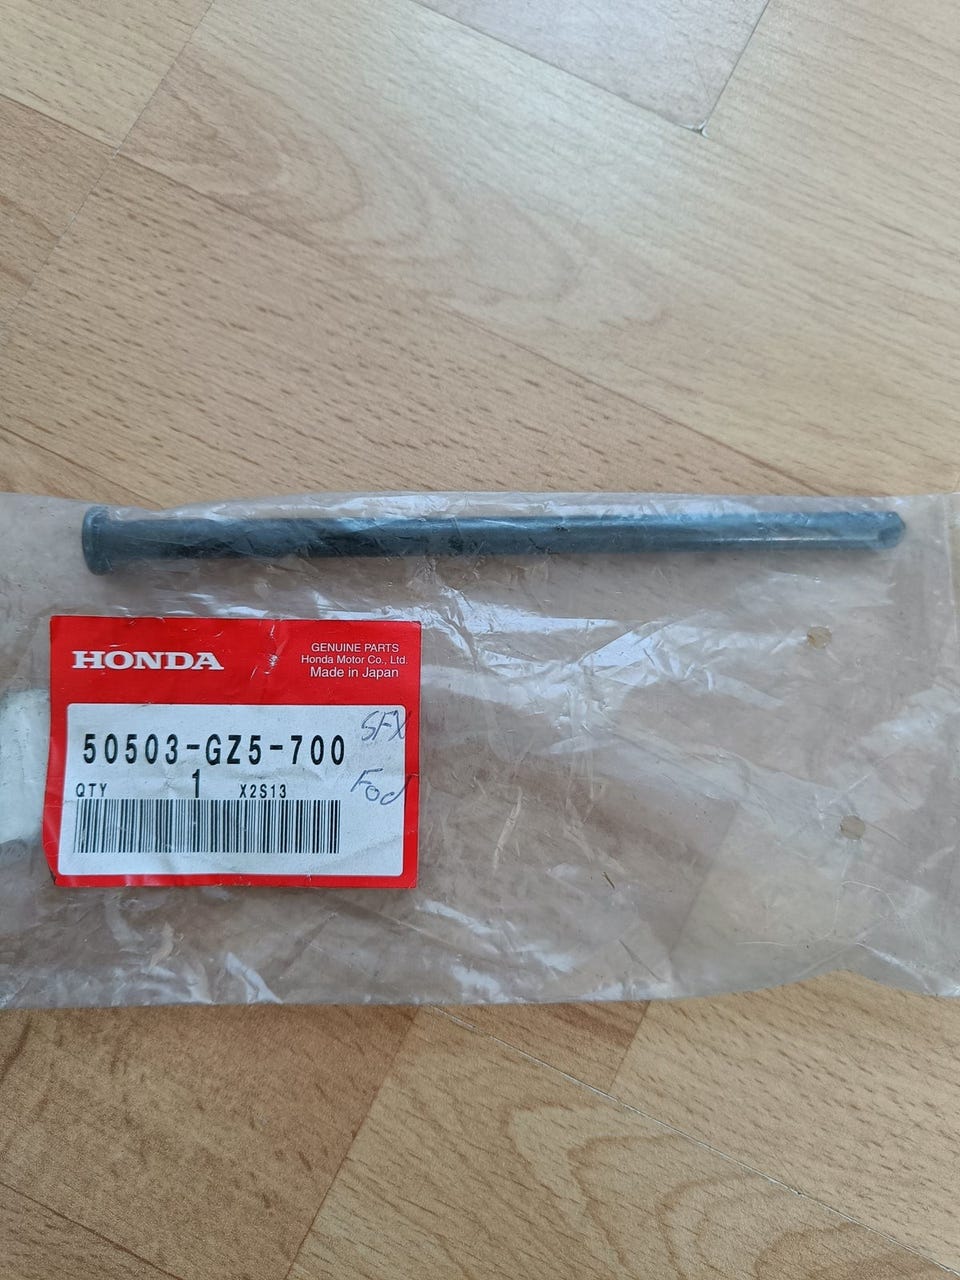 HONDA
GENUINE PARTS
Honda Motor Co., Ltd.
Made in Japan
50503-GZ5-700
SFX
QTY 1 X2S13
Fod